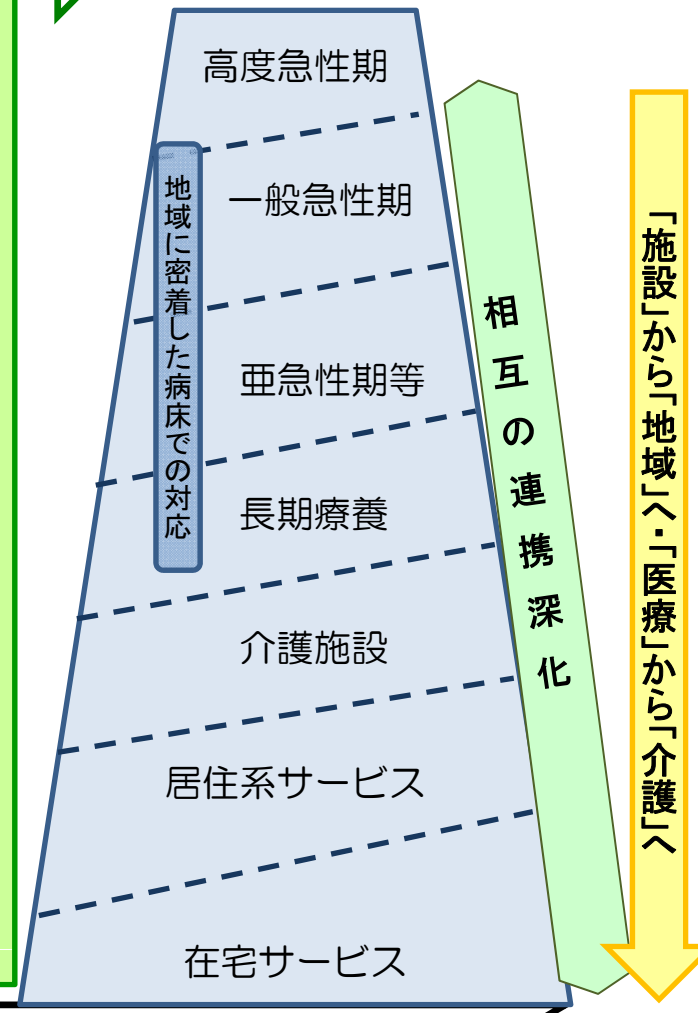 高度急性期
一般急性期
地域に密着した病床での対応
亜急性期等
長期療養
介護施設
居住系サービス
在宅サービス
相互の連携深化
「施設」から「地域」へ・「医療」から「介護」へ